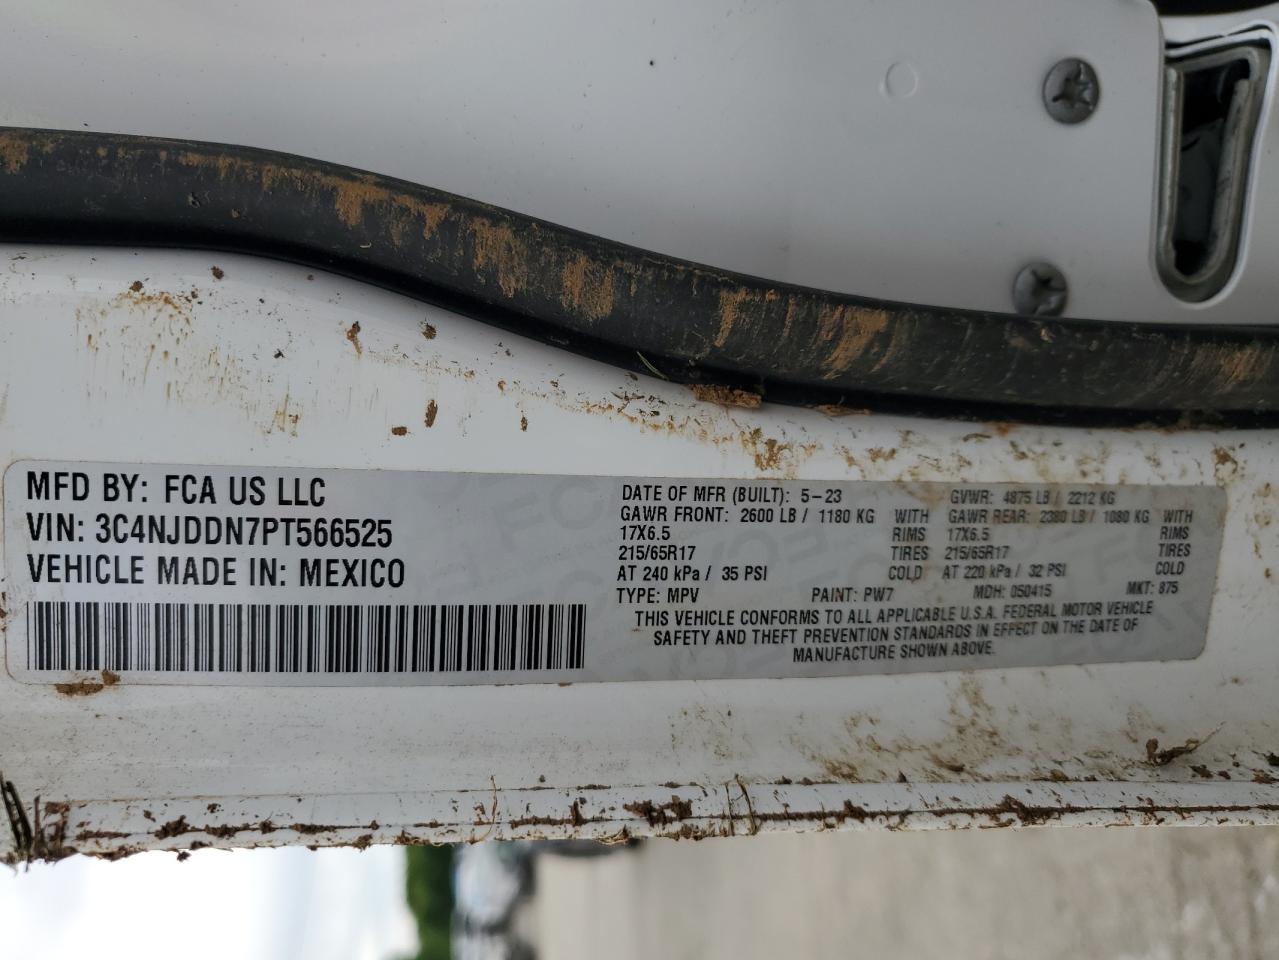 MFD BY: FCA US LLC
VIN: 3C4NJDDN7PT566525
VEHICLE MADE IN: MEXICO
DATE OF MFR (BUILT): 5-23 GVWR: 4875 LB / 2212 KG
GAWR FRONT: 2600 LB / 1180 KG WITH GAWR REAR: 2380 LB / 1080 KG WITH
17X6.5 RIMS 17X6.5 RIMS
215/65R17 TIRES 215/65R17 TIRES
AT 240 kPa / 35 PSI COLD AT 220 kPa / 32 PSI COLD
TYPE: MPV PAINT: PW7 MDH: 050415 MKT: 875
THIS VEHICLE CONFORMS TO ALL APPLICABLE U.S.A. FEDERAL MOTOR VEHICLE
SAFETY AND THEFT PREVENTION STANDARDS IN EFFECT ON THE DATE OF
MANUFACTURE SHOWN ABOVE.